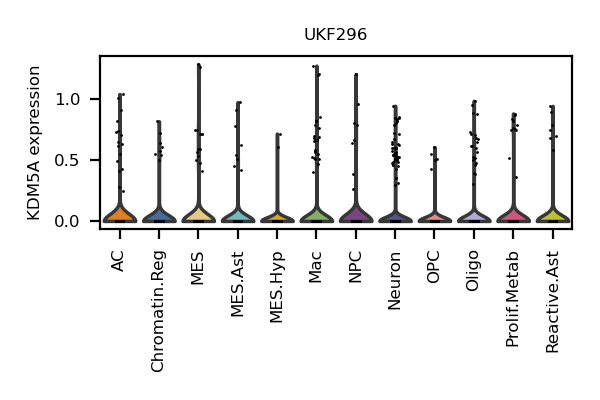 UKF296
KDM5A expression
1.0
0.5
0.0
AC
Chromatin.Reg
MES
MES.Ast
MES.Hyp
Mac
NPC
Neuron
OPC
Oligo
Prolif.Metab
Reactive.Ast